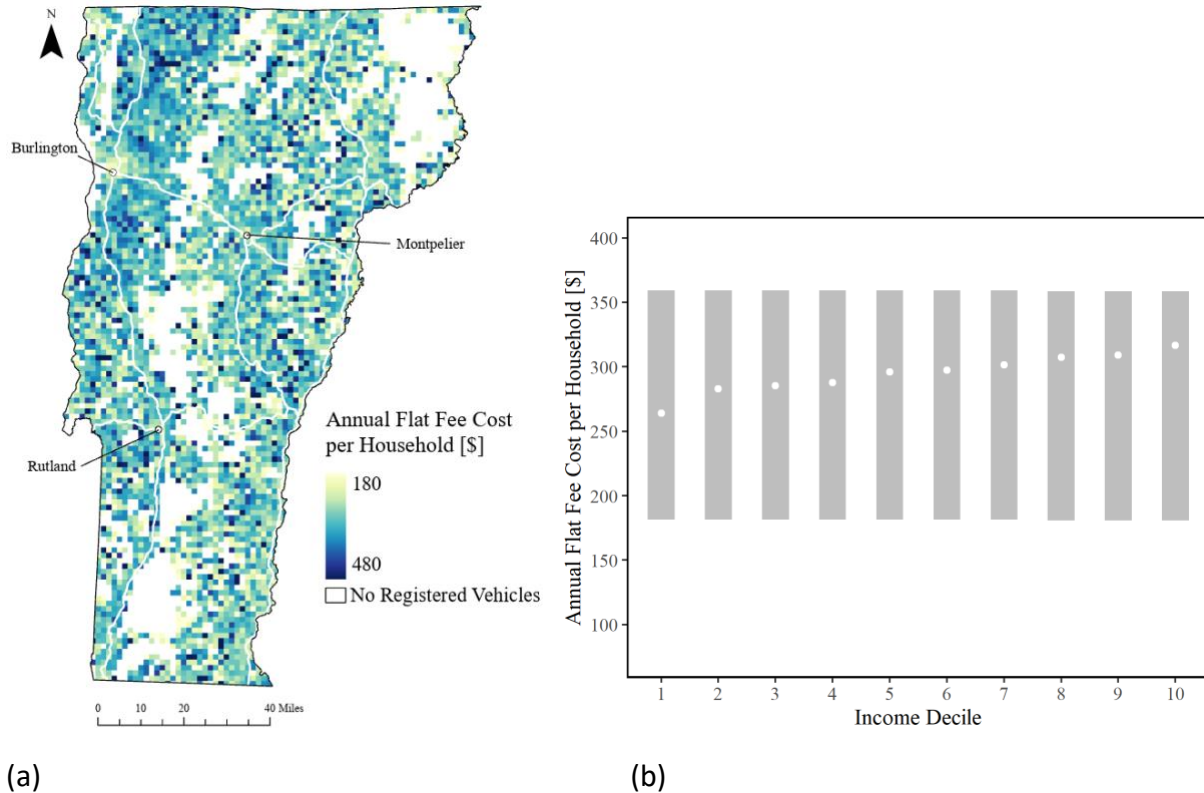 N
Burlington
Montpelier
Rutland
Annual Flat Fee Cost
per Household [$]
180
480
No Registered Vehicles
0 10 20 40 Miles
(a)
Annual Flat Fee Cost per Household [$]
400
350
300
250
200
150
100
1 2 3 4 5 6 7 8 9 10
Income Decile
(b)